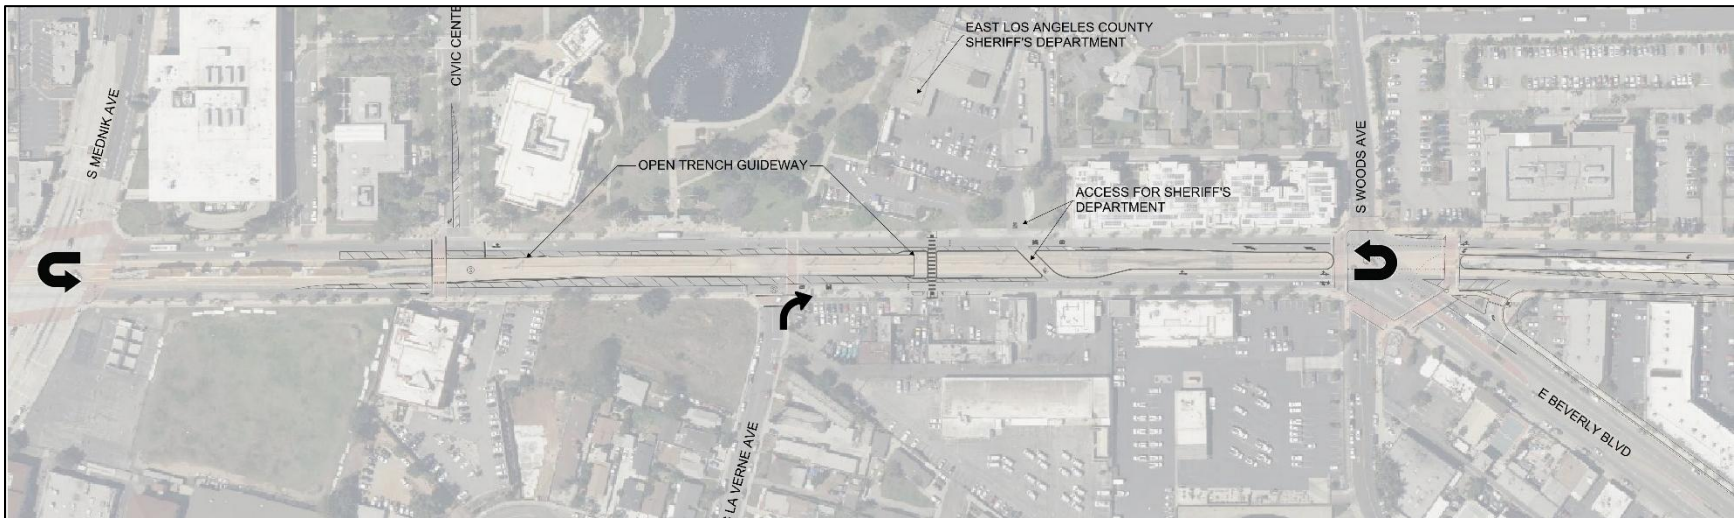 EAST LOS ANGELES COUNTY
SHERIFF'S DEPARTMENT
CIVIC CENTE
S MEDNIK AVE
OPEN TRENCH GUIDEWAY
ACCESS FOR SHERIFF'S
DEPARTMENT
S WOODS AVE
E BEVERLY BLVD
S LA VERNE AVE